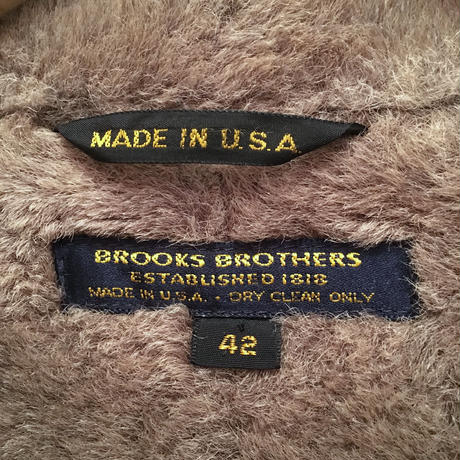 MADE IN U.S.A
BROOKS BROTHERS
ESTABLISHED 1818
MADE IN U.S.A. • DRY CLEAN ONLY
42